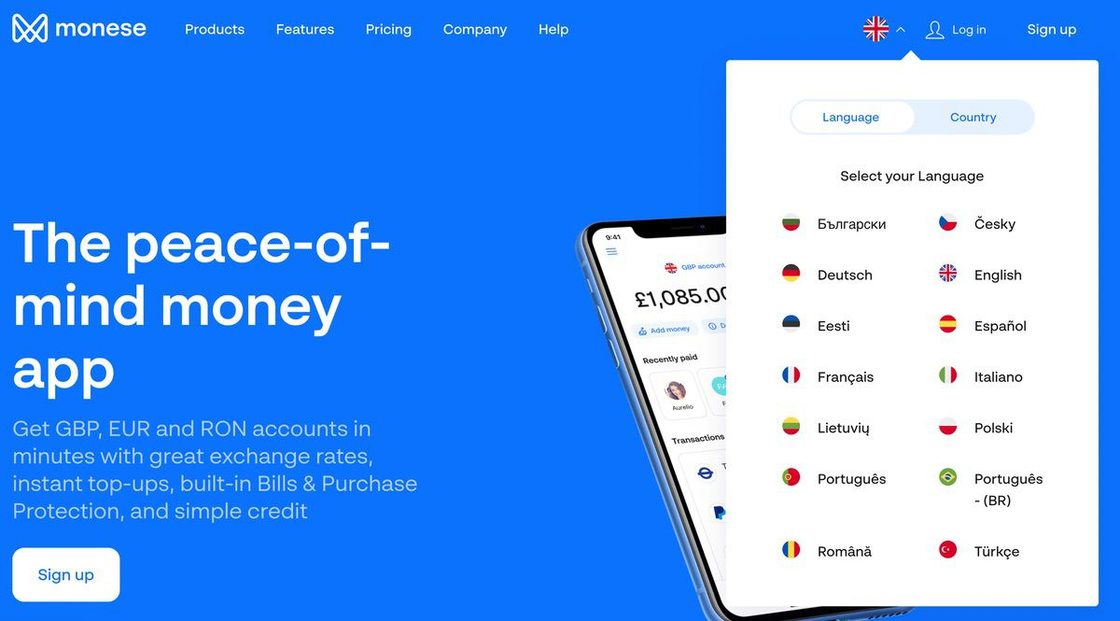 monese
Products
Features
Pricing
Company
Help
Log in
Sign up
The peace-of-
mind money
app
Get GBP, EUR and RON accounts in
minutes with great exchange rates,
instant top-ups, built-in Bills & Purchase
Protection, and simple credit
Sign up
9:41
GBP account
£1,085.00
Add money
Recently paid
Aurelio
Transactions
Language
Country
Select your Language
Български
Česky
Deutsch
English
Eesti
Español
Français
Italiano
Lietuvių
Polski
Português
Português
- (BR)
Română
Türkçe